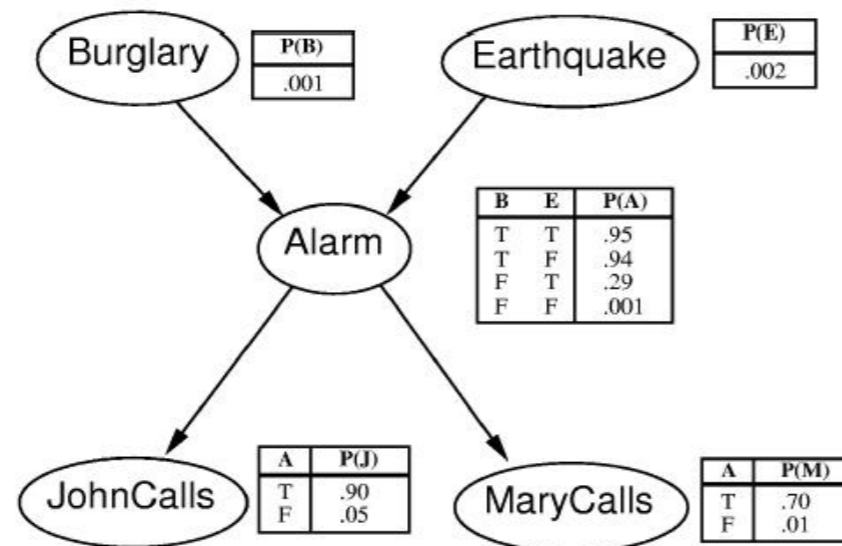 Burglary
P(B)
.001
Earthquake
P(E)
.002
Alarm
B E P(A)
T T .95
T F .94
F T .29
F F .001
JohnCalls
A P(J)
T .90
F .05
MaryCalls
A P(M)
T .70
F .01